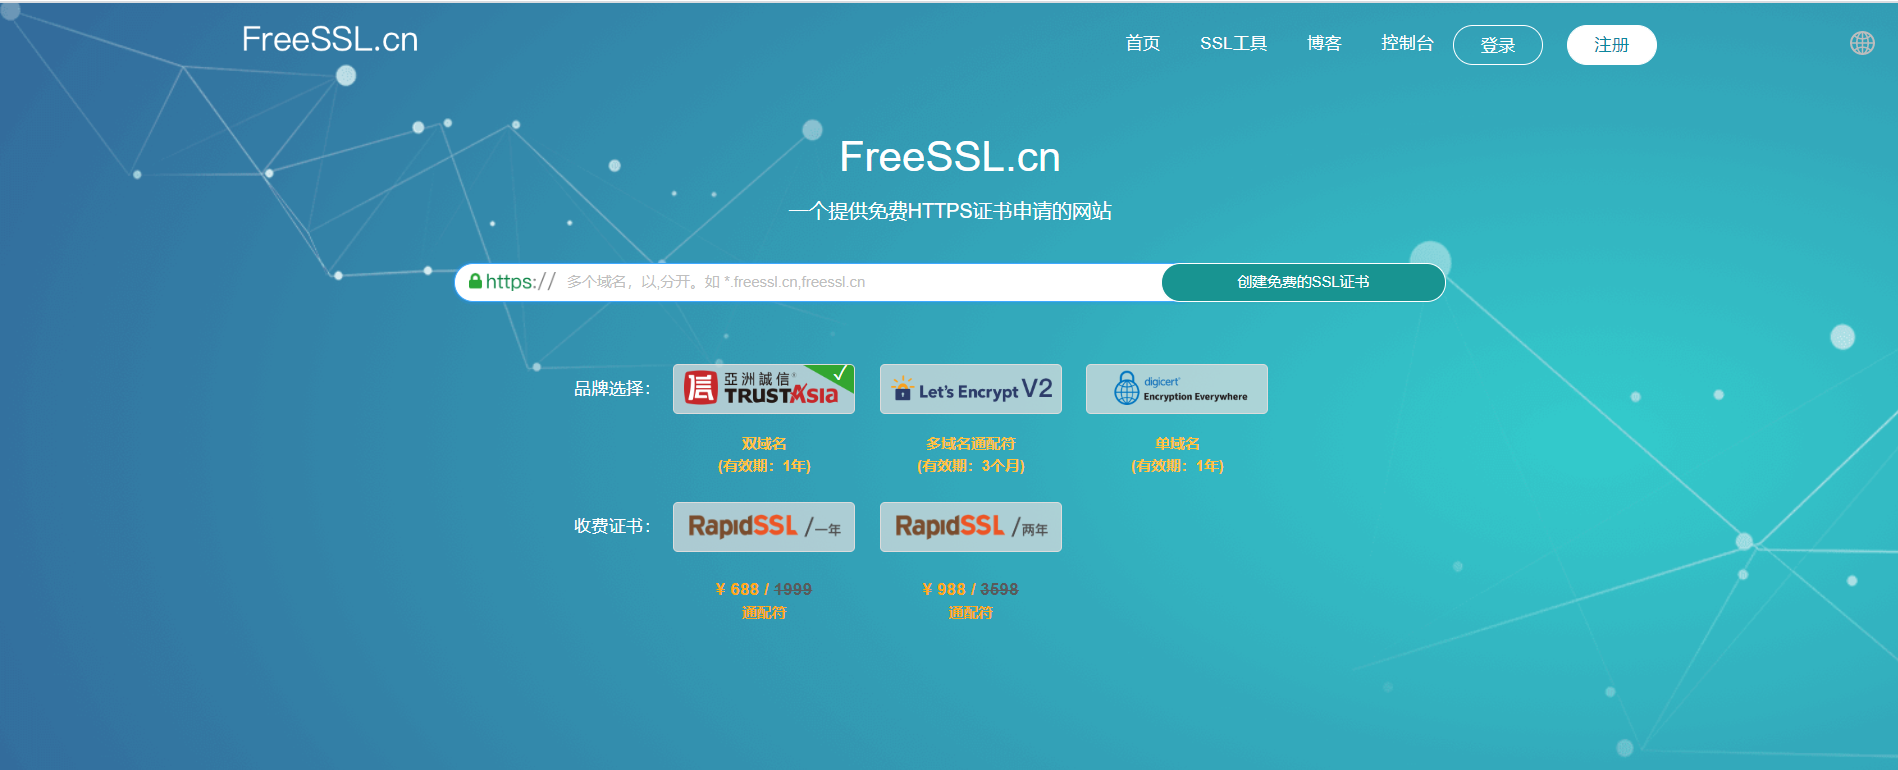 FreeSSL.cn
首页 SSL工具 博客 控制台 登录 注册
FreeSSL.cn
一个提供免费HTTPS证书申请的网站
https:// 多个域名，以,分开。如 *.freessl.cn,freessl.cn 创建免费的SSL证书
品牌选择：
亞洲誠信®
TRUSTAsia
Let's Encrypt V2
digicert®
Encryption Everywhere
双域名
(有效期：1年)
多域名通配符
(有效期：3个月)
单域名
(有效期：1年)
收费证书：
RapidSSL /一年
RapidSSL /两年
¥ 688 / 1999
通配符
¥ 988 / 3598
通配符